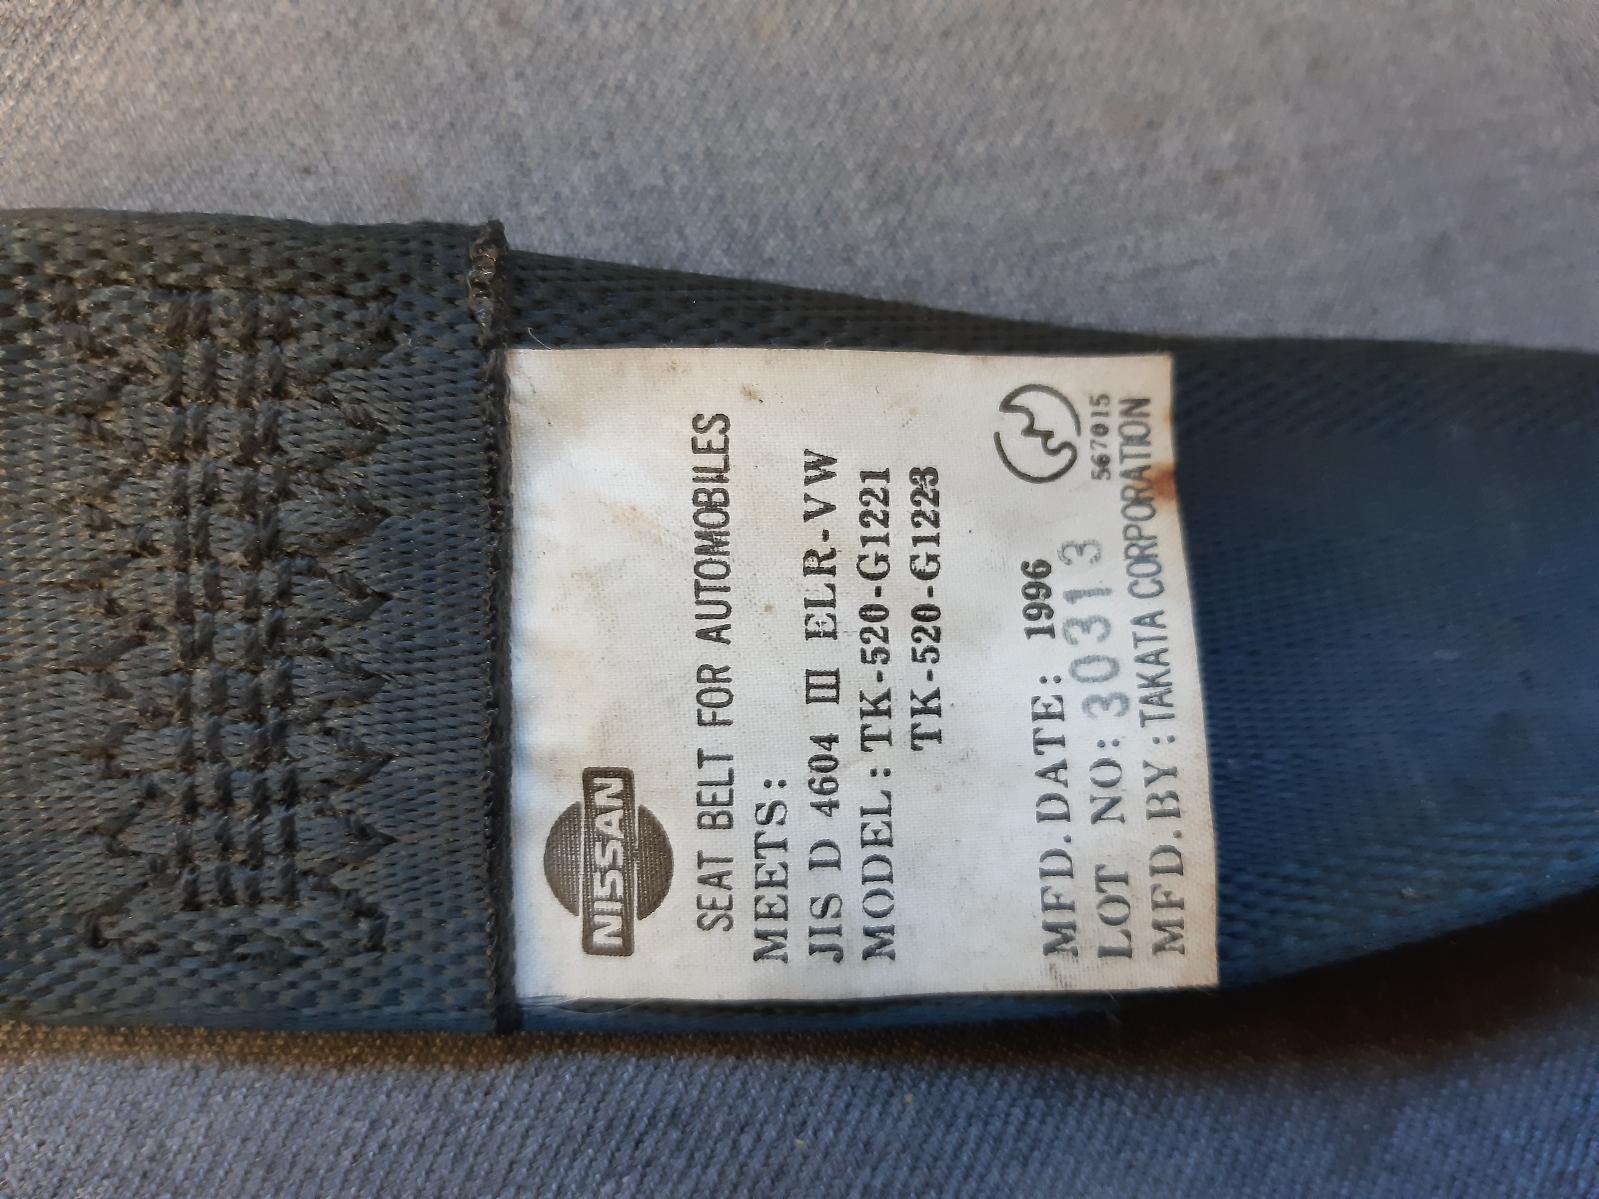 NISSAN
SEAT BELT FOR AUTOMOBILES
MEETS:
JIS D 4604 III ELR-VW
MODEL: TK-520-G1221
TK-520-G1223
MFD.DATE: 1996
LOT NO: 30313
567015
MFD.BY: TAKATA CORPORATION